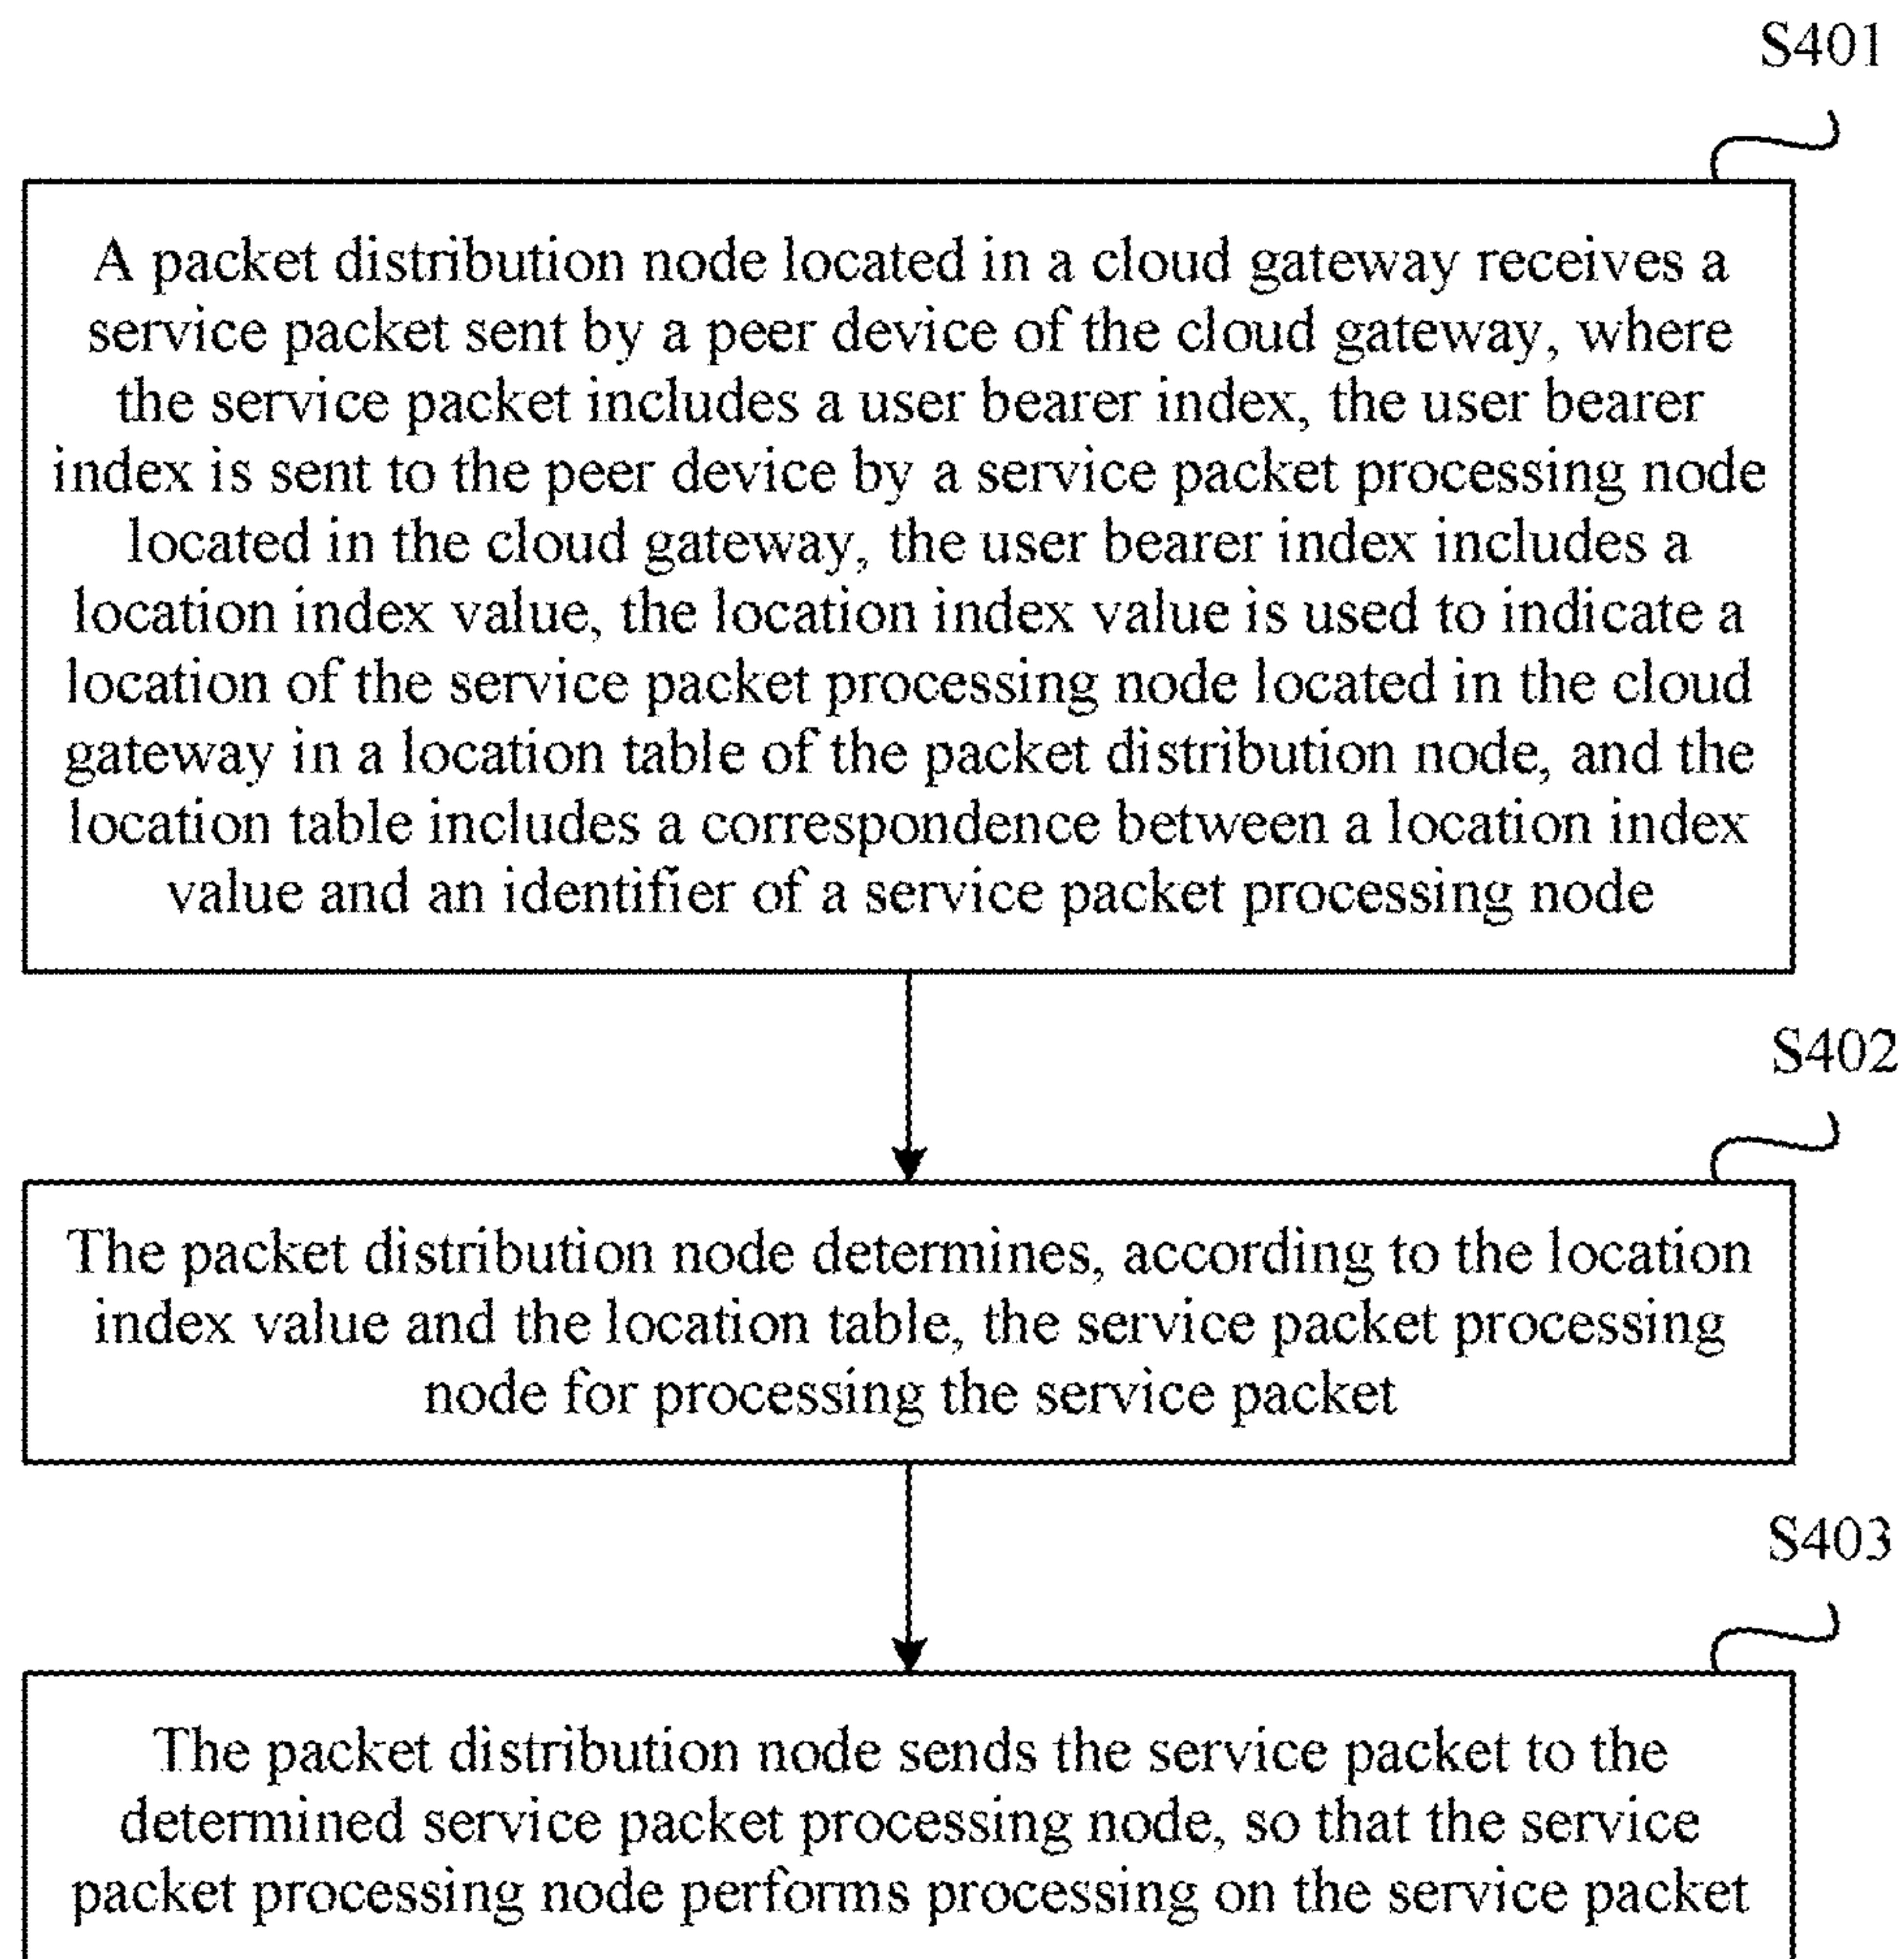 S401
A packet distribution node located in a cloud gateway receives a
service packet sent by a peer device of the cloud gateway, where
the service packet includes a user bearer index, the user bearer
index is sent to the peer device by a service packet processing node
located in the cloud gateway, the user bearer index includes a
location index value, the location index value is used to indicate a
location of the service packet processing node located in the cloud
gateway in a location table of the packet distribution node, and the
location table includes a correspondence between a location index
value and an identifier of a service packet processing node
S402
The packet distribution node determines, according to the location
index value and the location table, the service packet processing
node for processing the service packet
S403
The packet distribution node sends the service packet to the
determined service packet processing node, so that the service
packet processing node performs processing on the service packet